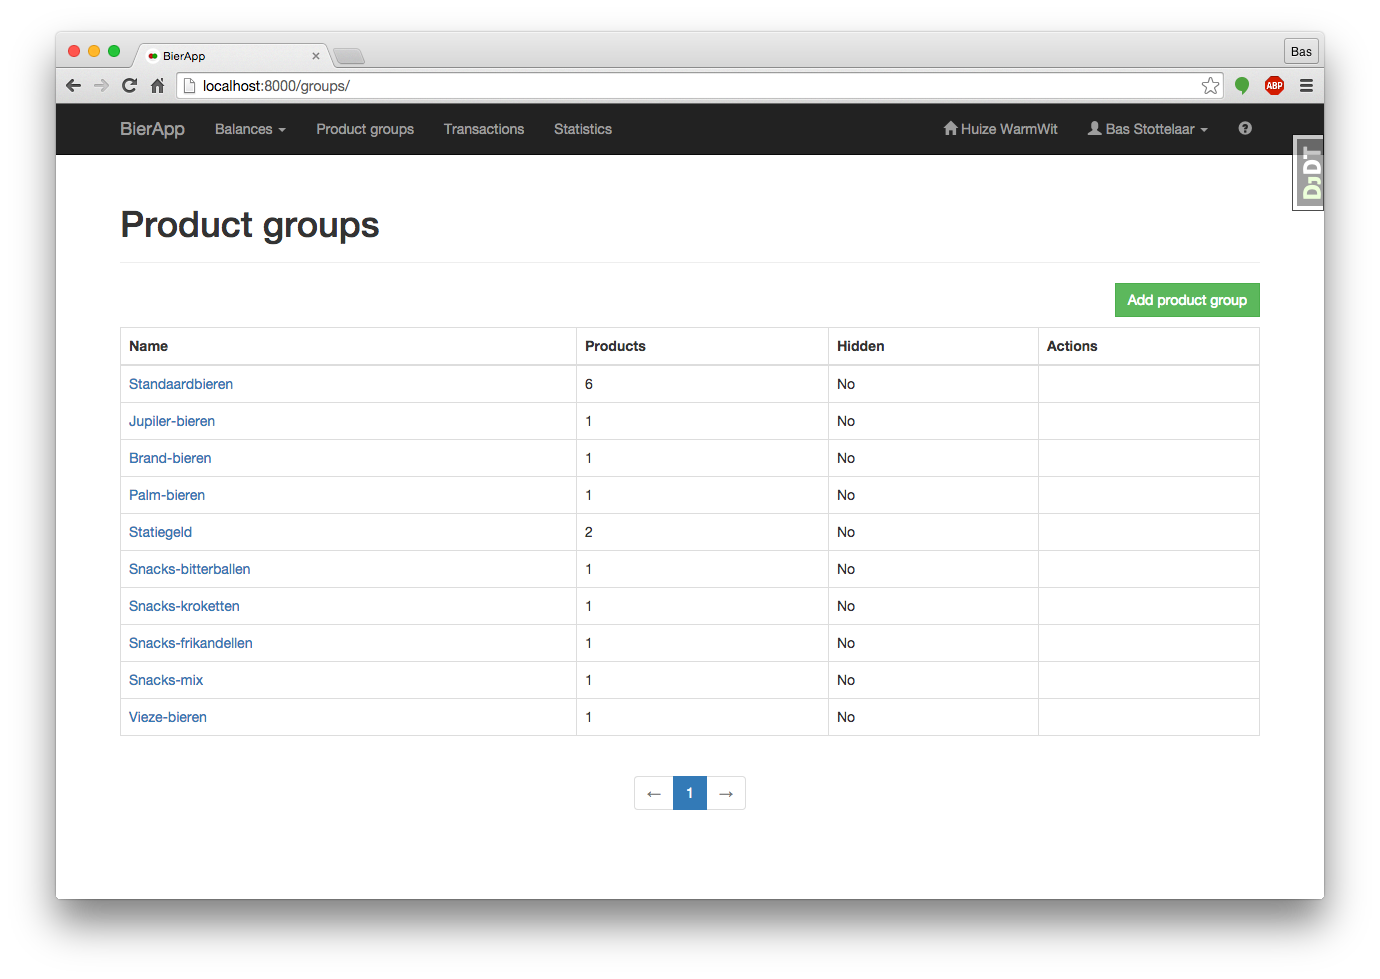 BierApp
Bas
localhost:8000/groups/
ABP
BierApp Balances Product groups Transactions Statistics Huize WarmWit Bas Stottelaar
DJDT
Product groups
Add product group
Name Products Hidden Actions
Standaardbieren 6 No
Jupiler-bieren 1 No
Brand-bieren 1 No
Palm-bieren 1 No
Statiegeld 2 No
Snacks-bitterballen 1 No
Snacks-kroketten 1 No
Snacks-frikandellen 1 No
Snacks-mix 1 No
Vieze-bieren 1 No
← 1 →